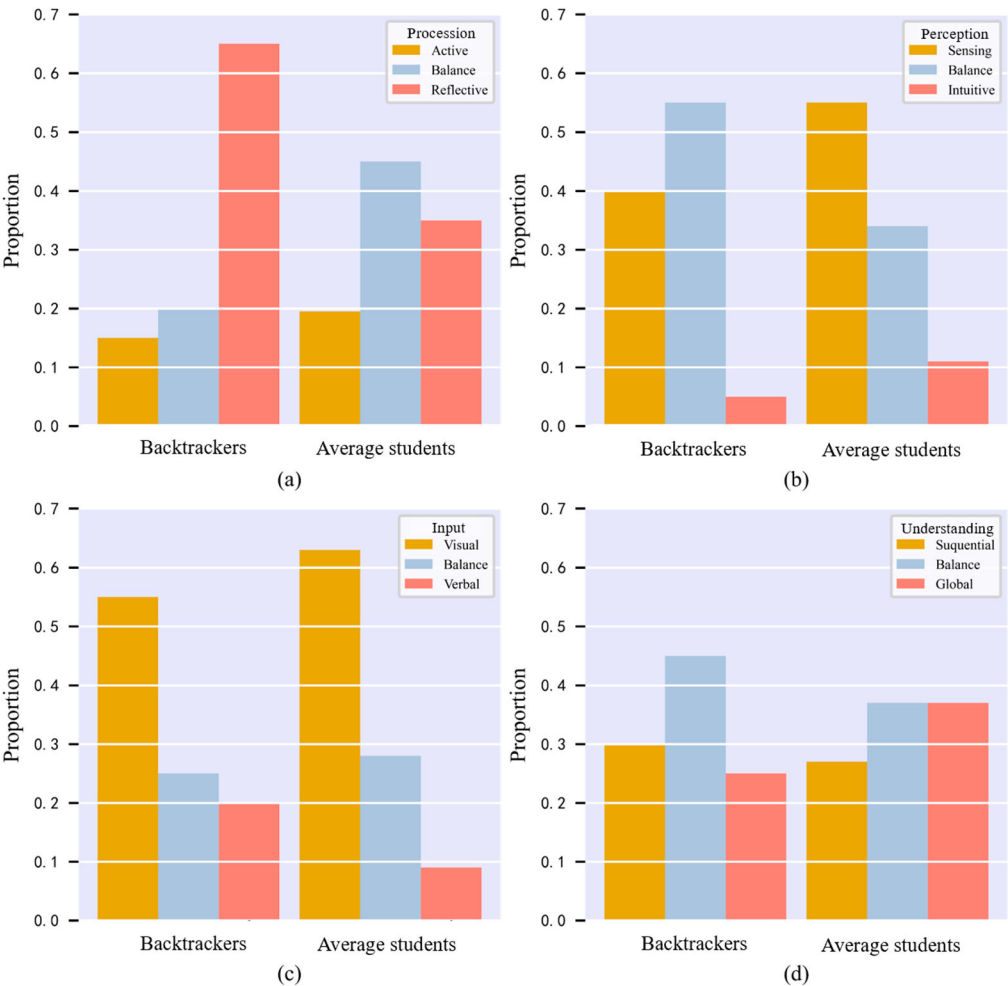 0.7
0.6
0.5
0.4
0.3
0.2
0.1
0.0
Proportion
Procession
Active
Balance
Reflective
Backtrackers
Average students
(a)
0.7
0.6
0.5
0.4
0.3
0.2
0.1
0.0
Proportion
Perception
Sensing
Balance
Intuitive
Backtrackers
Average students
(b)
0.7
0.6
0.5
0.4
0.3
0.2
0.1
0.0
Proportion
Input
Visual
Balance
Verbal
Backtrackers
Average students
(c)
0.7
0.6
0.5
0.4
0.3
0.2
0.1
0.0
Proportion
Understanding
Suquential
Balance
Global
Backtrackers
Average students
(d)